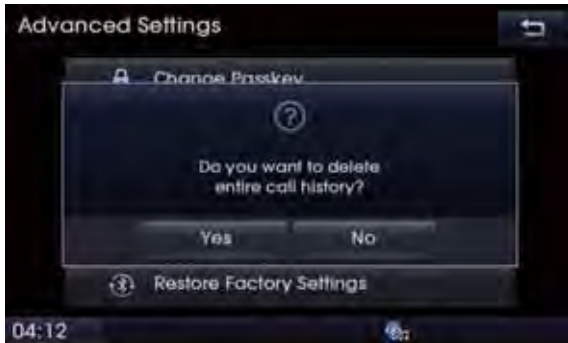 Advanced Settings
Change Passkey
Do you want to delete
entire call history?
Yes
No
Restore Factory Settings
04:12